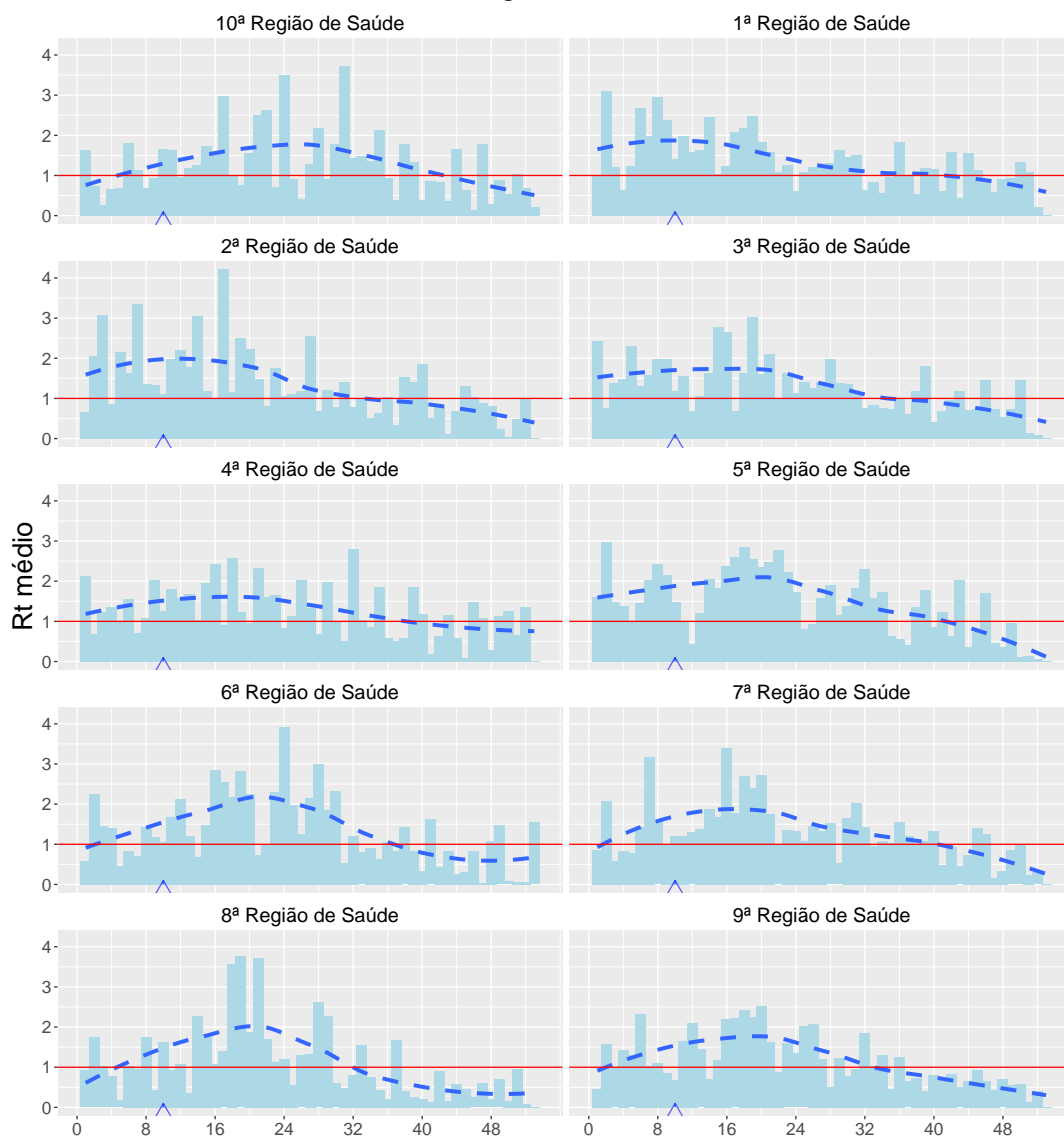 10ª Região de Saúde
1ª Região de Saúde
4
3
2
1
0
2ª Região de Saúde
3ª Região de Saúde
4
3
2
1
0
4ª Região de Saúde
5ª Região de Saúde
4
3
2
1
0
Rt médio
6ª Região de Saúde
7ª Região de Saúde
4
3
2
1
0
8ª Região de Saúde
9ª Região de Saúde
4
3
2
1
0
0 8 16 24 32 40 48 0 8 16 24 32 40 48